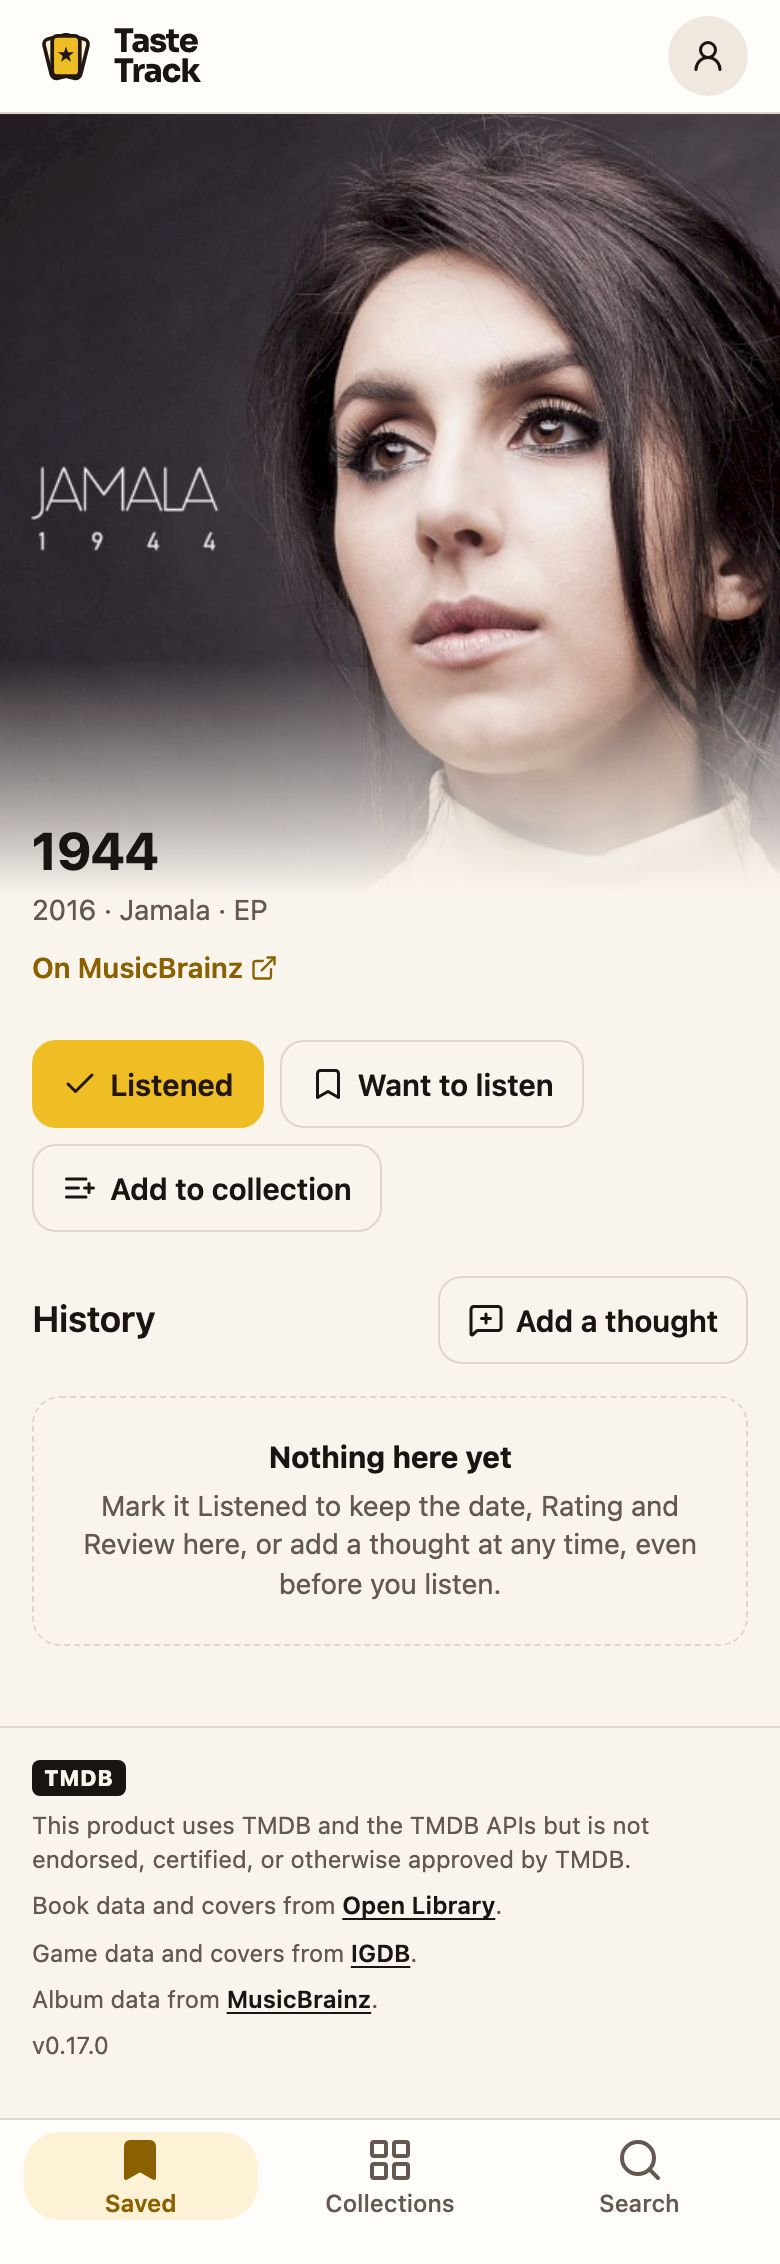 Taste
Track
JAMALA
1 9 4 4
1944
2016 · Jamala · EP
On MusicBrainz
Listened
Want to listen
Add to collection
History
Add a thought
Nothing here yet
Mark it Listened to keep the date, Rating and
Review here, or add a thought at any time, even
before you listen.
TMDB
This product uses TMDB and the TMDB APIs but is not
endorsed, certified, or otherwise approved by TMDB.
Book data and covers from Open Library.
Game data and covers from IGDB.
Album data from MusicBrainz.
v0.17.0
Saved
Collections
Search